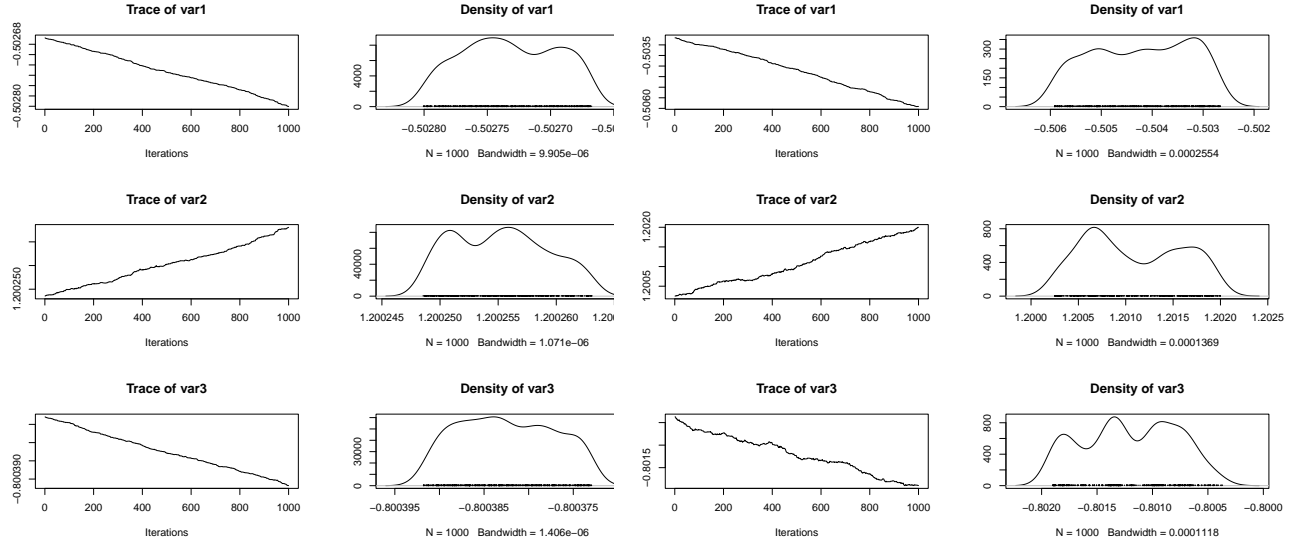 Trace of var1
−0.50280
−0.50268
0 200 400 600 800 1000
Iterations
Density of var1
0 4000
−0.50280 −0.50275 −0.50270
N = 1000 Bandwidth = 9.905e−06
Trace of var1
−0.5060
−0.5035
0 200 400 600 800 1000
Iterations
Density of var1
0 150 300
−0.506 −0.505 −0.504 −0.503 −0.502
N = 1000 Bandwidth = 0.0002554
Trace of var2
1.200250
0 200 400 600 800 1000
Iterations
Density of var2
0 40000
1.200245 1.200250 1.200255 1.200260
N = 1000 Bandwidth = 1.071e−06
Trace of var2
1.2005
1.2020
0 200 400 600 800 1000
Iterations
Density of var2
0 400 800
1.2000 1.2005 1.2010 1.2015 1.2020 1.2025
N = 1000 Bandwidth = 0.0001369
Trace of var3
−0.800390
0 200 400 600 800 1000
Iterations
Density of var3
0 30000
−0.800395 −0.800385 −0.800375
N = 1000 Bandwidth = 1.406e−06
Trace of var3
−0.8015
0 200 400 600 800 1000
Iterations
Density of var3
0 400 800
−0.8020 −0.8015 −0.8010 −0.8005 −0.8000
N = 1000 Bandwidth = 0.0001118